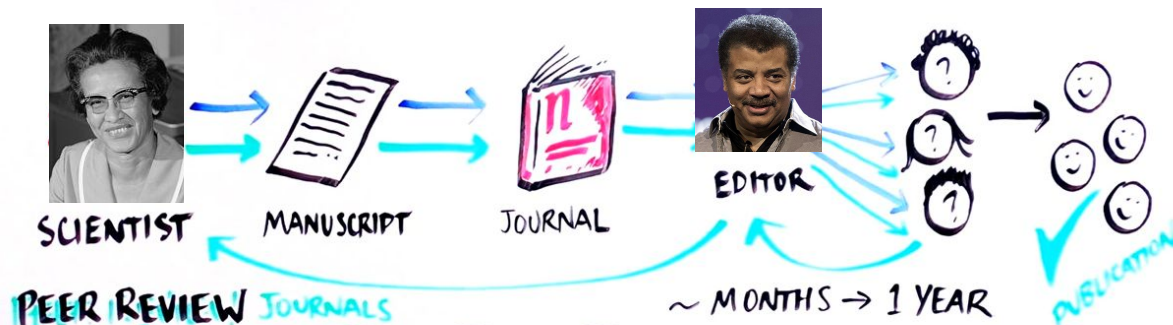 SCIENTIST
MANUSCRIPT
n
JOURNAL
EDITOR
? ? ?
PEER REVIEW JOURNALS
~ MONTHS → 1 YEAR
PUBLICATION